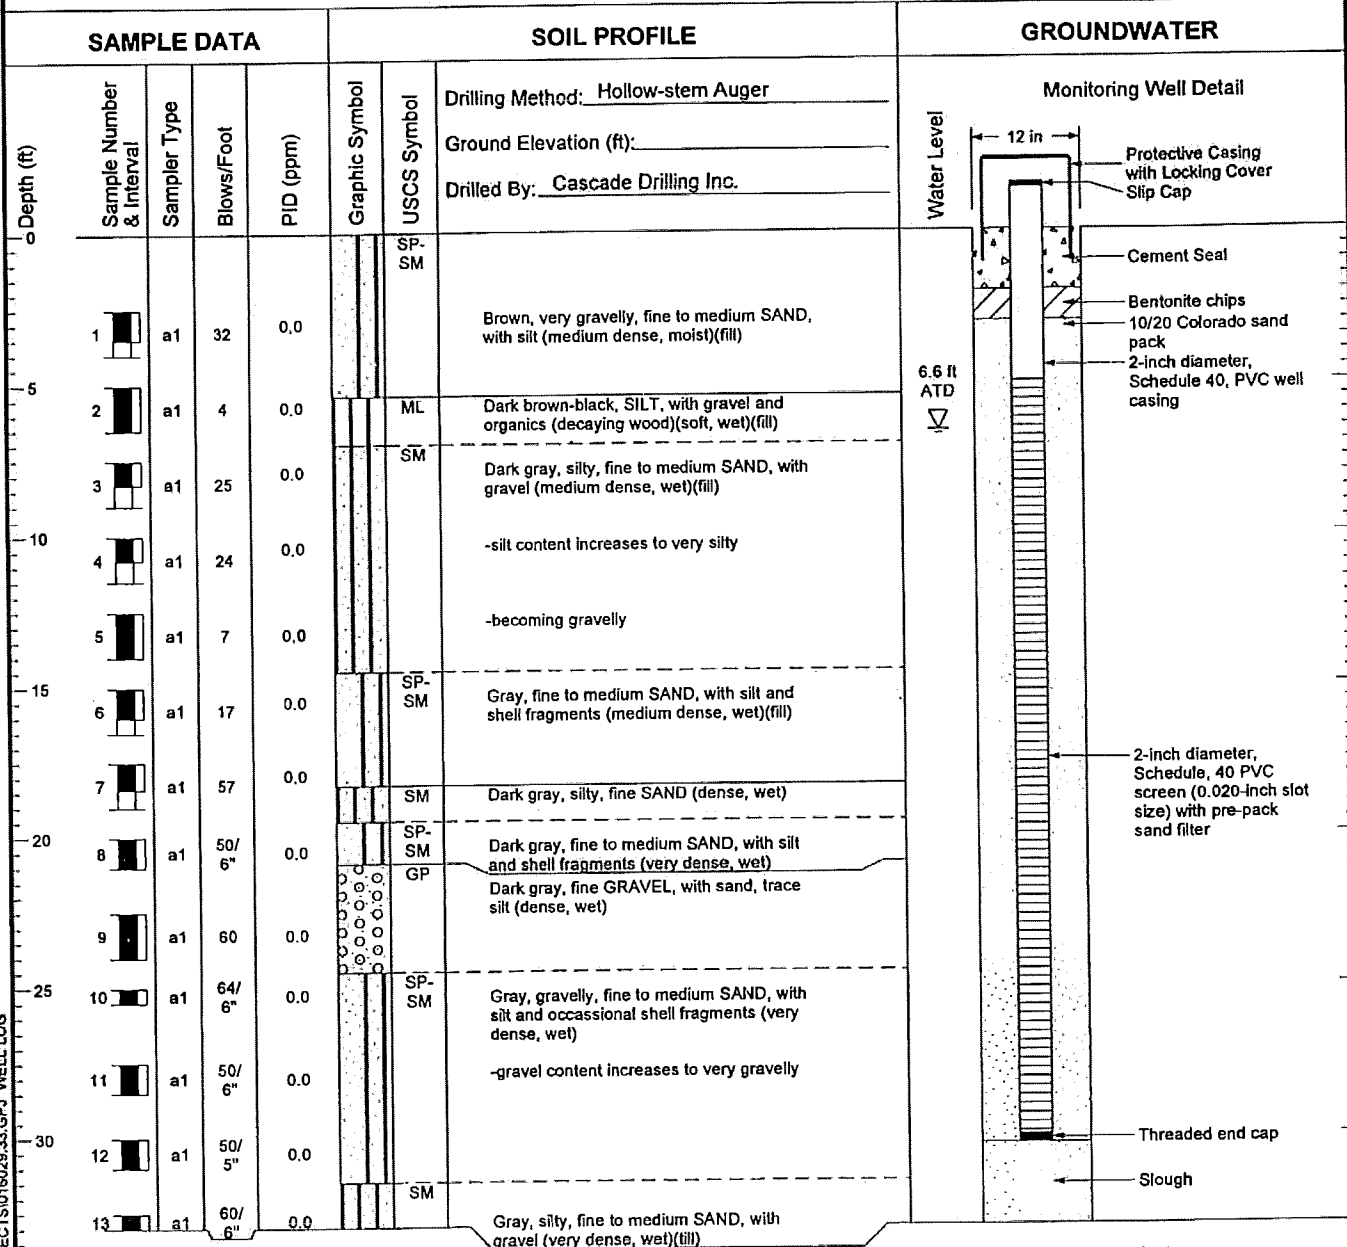 SAMPLE DATA
SOIL PROFILE
GROUNDWATER
Depth (ft)
Sample Number
& Interval
Sampler Type
Blows/Foot
PID (ppm)
Graphic Symbol
USCS Symbol
Drilling Method: Hollow-stem Auger
Ground Elevation (ft):
Drilled By: Cascade Drilling Inc.
Water Level
Monitoring Well Detail
12 in
Protective Casing
with Locking Cover
Slip Cap
0
SP-
SM
Cement Seal
Bentonite chips
10/20 Colorado sand
pack
1 a1 32 0.0
Brown, very gravelly, fine to medium SAND,
with silt (medium dense, moist)(fill)
2-inch diameter,
Schedule 40, PVC well
casing
6.6 ft
ATD
5
2 a1 4 0.0
ML
Dark brown-black, SILT, with gravel and
organics (decaying wood)(soft, wet)(fill)
SM
3 a1 25 0.0
Dark gray, silty, fine to medium SAND, with
gravel (medium dense, wet)(fill)
10
4 a1 24 0.0
-silt content increases to very silty
5 a1 7 0.0
-becoming gravelly
15
SP-
SM
6 a1 17 0.0
Gray, fine to medium SAND, with silt and
shell fragments (medium dense, wet)(fill)
7 a1 57 0.0
SM
Dark gray, silty, fine SAND (dense, wet)
2-inch diameter,
Schedule, 40 PVC
screen (0.020-inch slot
size) with pre-pack
sand filter
20
8 a1 50/
6" 0.0
SP-
SM
Dark gray, fine to medium SAND, with silt
and shell fragments (very dense, wet)
GP
Dark gray, fine GRAVEL, with sand, trace
silt (dense, wet)
9 a1 60 0.0
25
10 a1 64/
6" 0.0
SP-
SM
Gray, gravelly, fine to medium SAND, with
silt and occassional shell fragments (very
dense, wet)
11 a1 50/
6" 0.0
-gravel content increases to very gravelly
30
12 a1 50/
5" 0.0
Threaded end cap
Slough
SM
13 a1 60/
6" 0.0
Gray, silty, fine to medium SAND, with
gravel (very dense, wet)(till)
ECTS\016029.33.GPJ WELL LOG